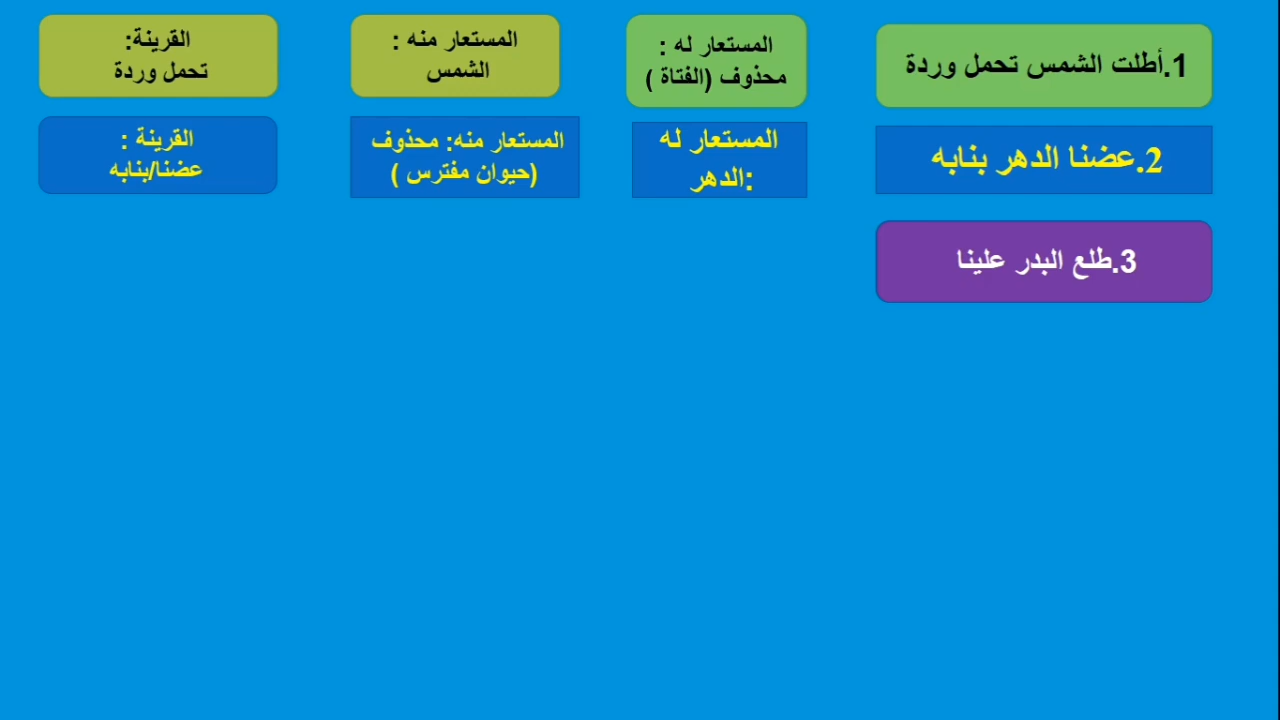 1.أطلت الشمس تحمل وردة
المستعار له :
محذوف (الفتاة )
المستعار منه :
الشمس
القرينة:
تحمل وردة
2.عضنا الدهر بنابه
المستعار له
:الدهر
المستعار منه: محذوف
(حيوان مفترس )
القرينة :
عضنا/بنابه
3.طلع البدر علينا